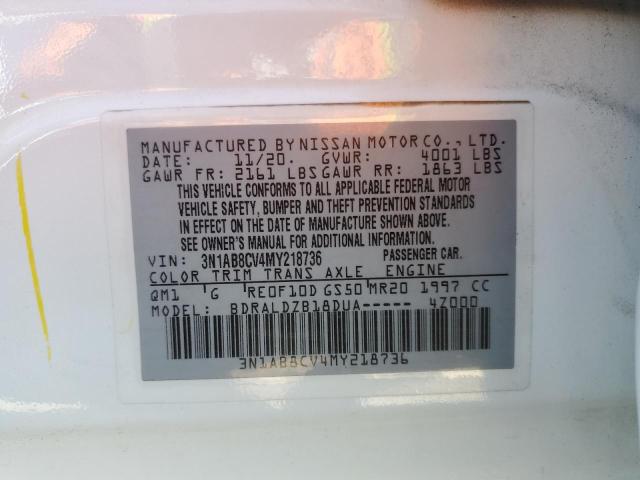 MANUFACTURED BY NISSAN MOTOR CO., LTD.
DATE: 11/20. GVWR: 4001 LBS
GAWR FR: 2161 LBS GAWR RR: 1863 LBS
THIS VEHICLE CONFORMS TO ALL APPLICABLE FEDERAL MOTOR
VEHICLE SAFETY, BUMPER AND THEFT PREVENTION STANDARDS
IN EFFECT ON THE DATE OF MANUFACTURE SHOWN ABOVE.
SEE OWNER'S MANUAL FOR ADDITIONAL INFORMATION.
VIN: 3N1AB8CV4MY218736 PASSENGER CAR.
COLOR TRIM TRANS AXLE ENGINE
QM1 G RE0F10D GS50 MR20 1997 CC
MODEL: BDRALDZB18DUA----- 4Z000
3N1AB8CV4MY218736